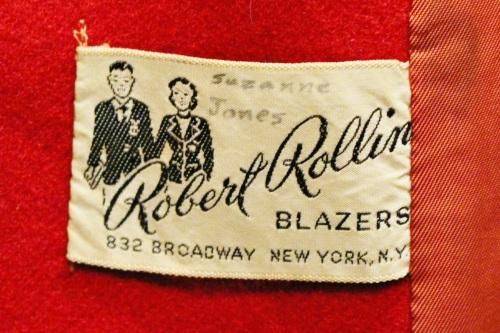 Suzanne
Jones
Robert Rollin
BLAZERS
832 BROADWAY NEW YORK, N.Y.